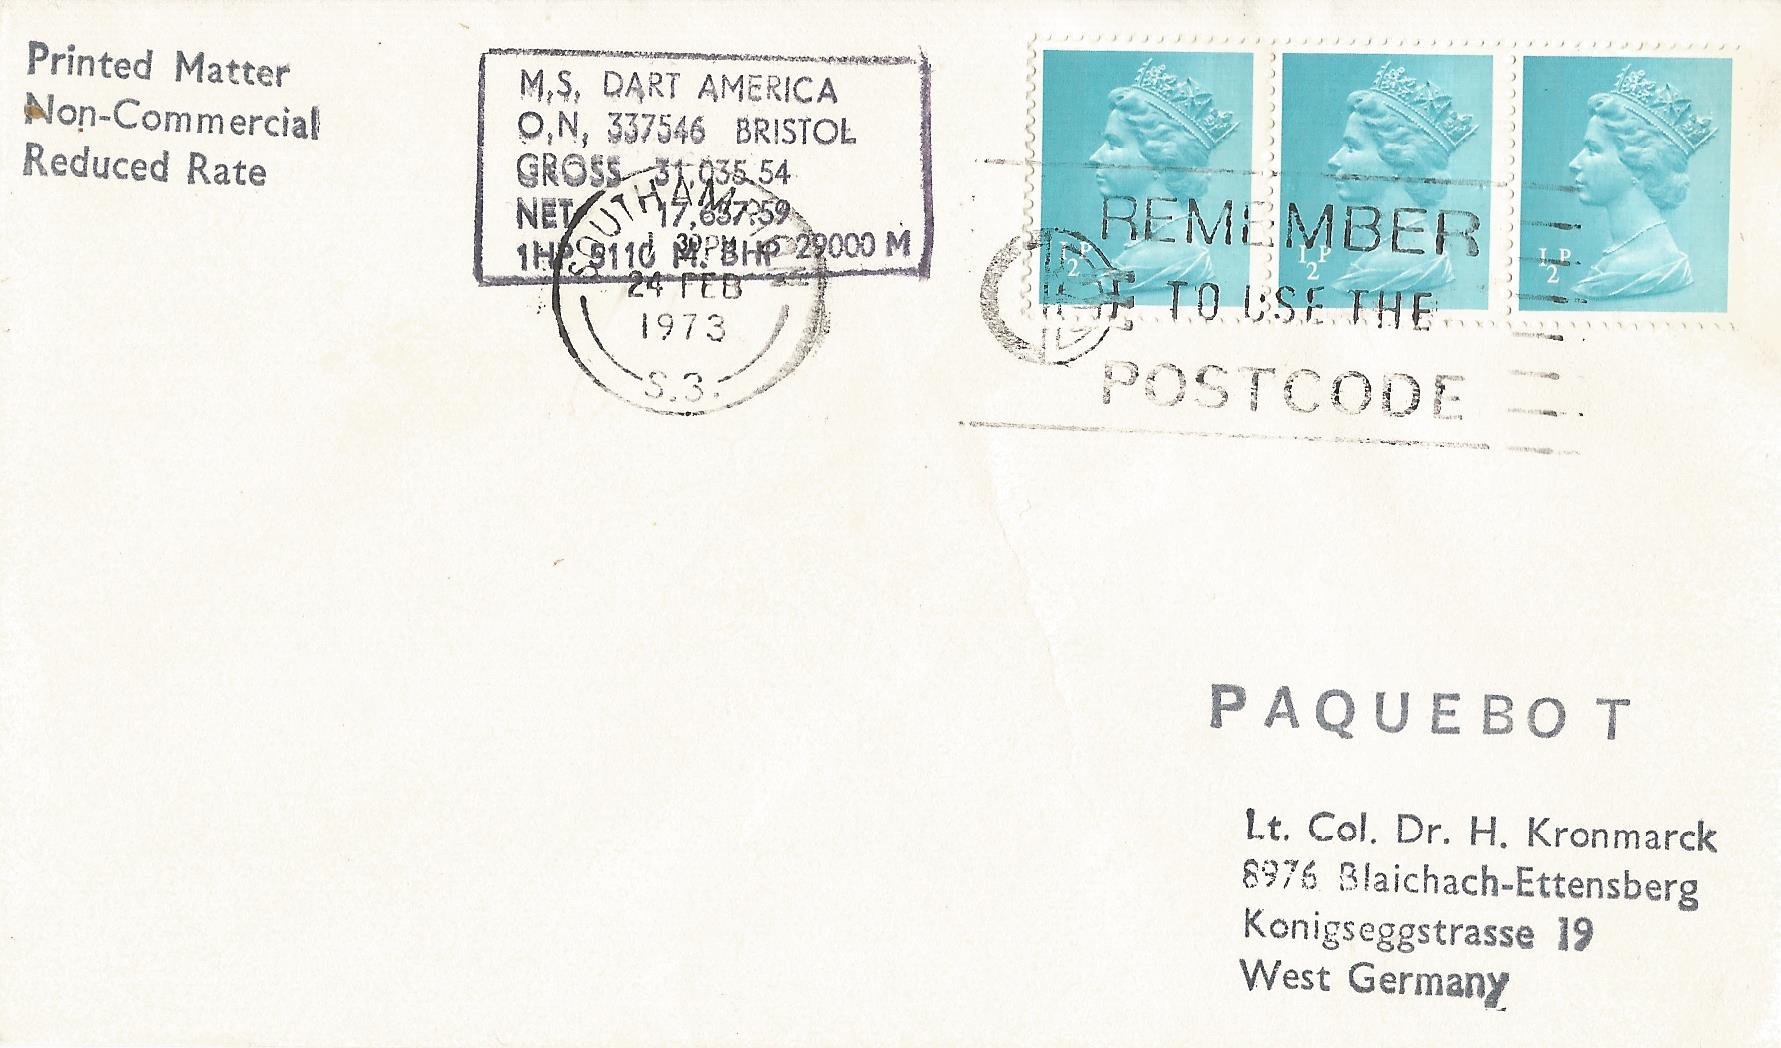 Printed Matter
Non-Commercial
Reduced Rate
M,S, DART AMERICA
O,N, 337546 BRISTOL
GROSS 31,035.54
NET 17,637.59
1HP 9110 M. BHP 29000 M
1 30PM
24 FEB
1973
S.3.
½P
½P
½P
REMEMBER
TO USE THE
POSTCODE
PAQUEBOT
Lt. Col. Dr. H. Kronmarck
8976 Blaichach-Ettensberg
Konigseggstrasse 19
West Germany